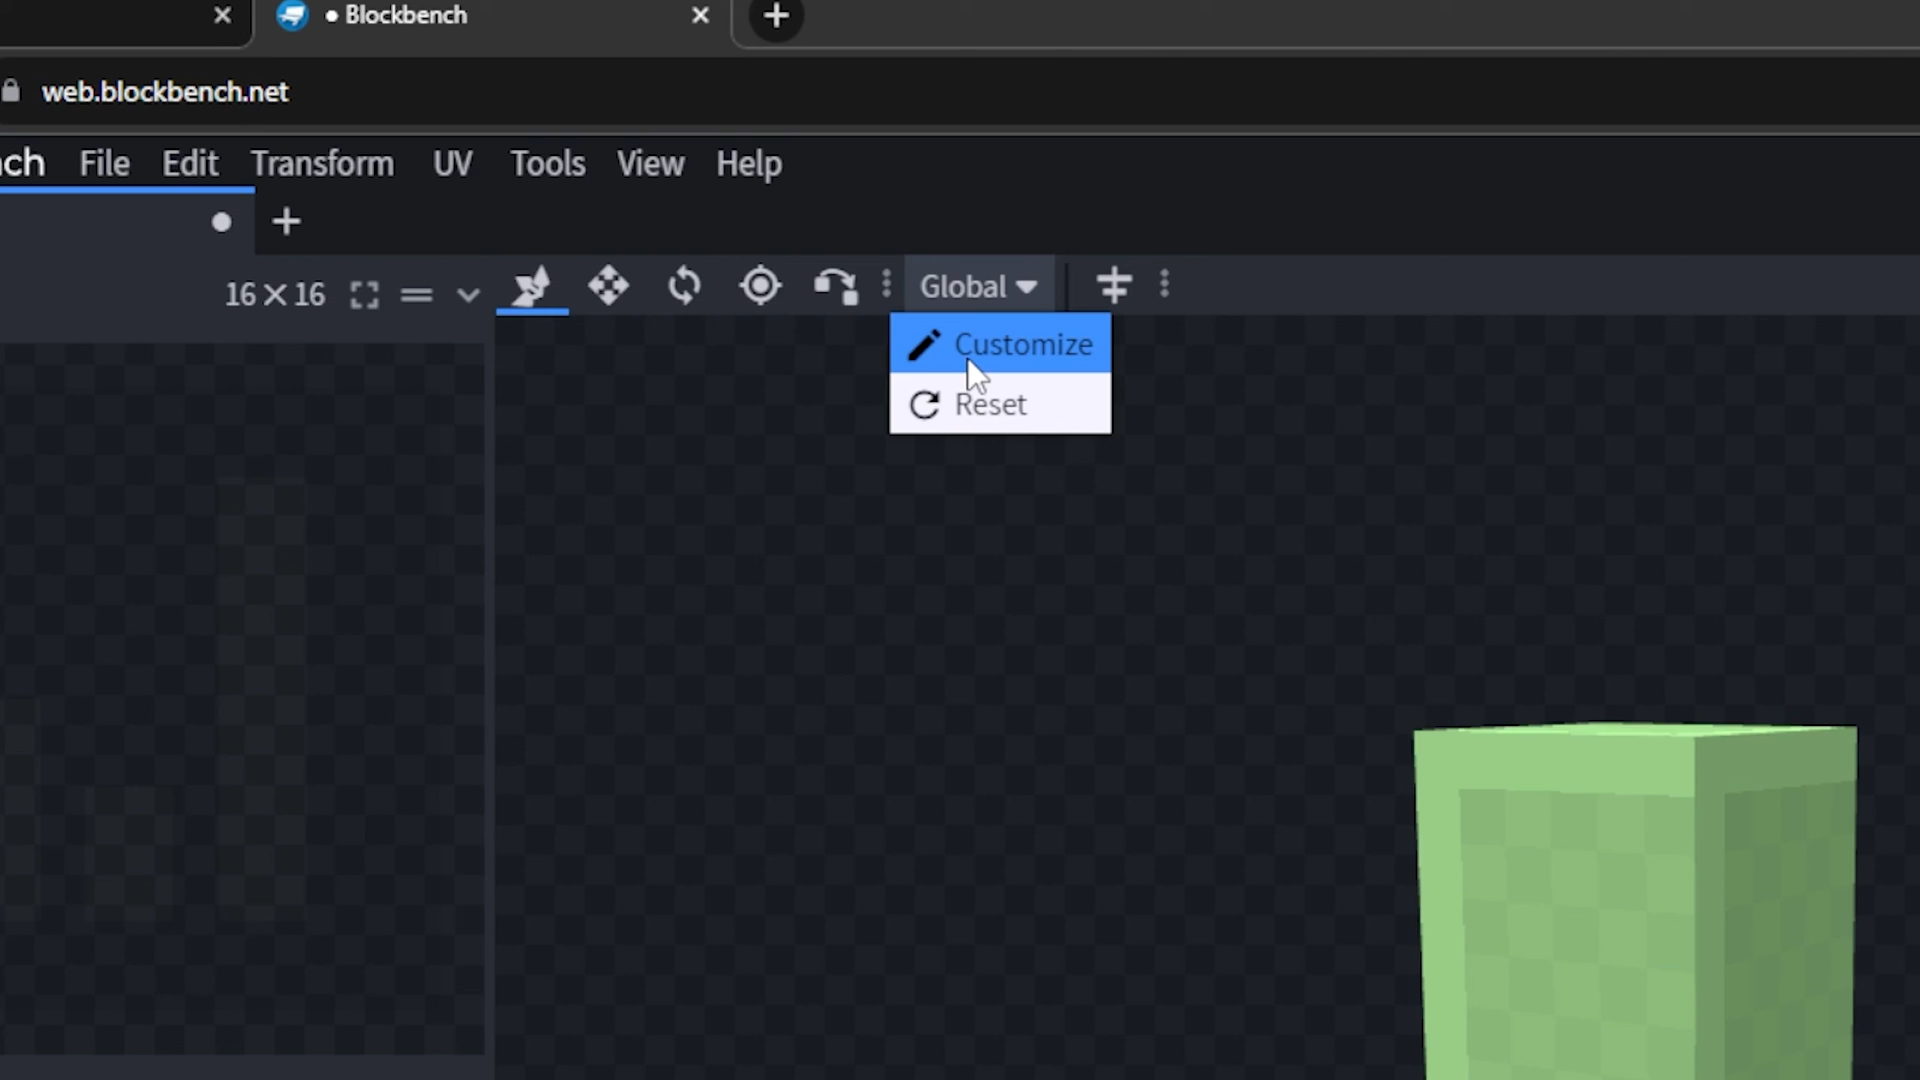 ● Blockbench
web.blockbench.net
ch File Edit Transform UV Tools View Help
16×16
Global
Customize
Reset